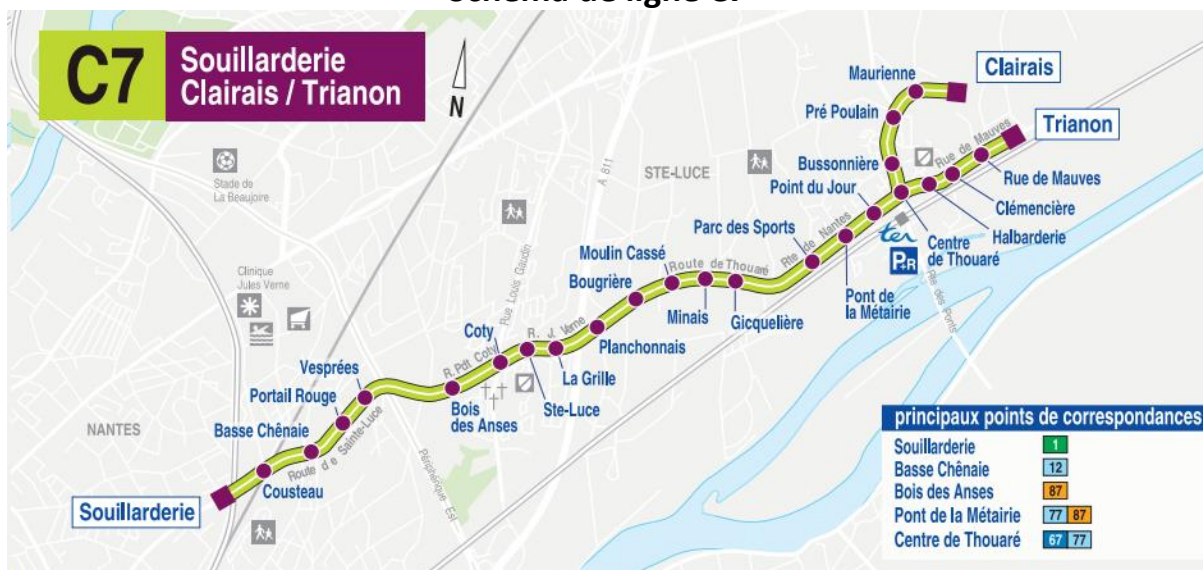 C7
Souillarderie
Clairais / Trianon
N
Stade de
La Beaujoire
Clinique
Jules Verne
NANTES
STE-LUCE
A 811
Rue Louis Gaudin
Périphérique Est
Route de Sainte-Luce
R. Pdt Coty
R. J. Verne
Route de Thouaré
Rte de Nantes
Rue de Mauves
Rte des Ponts
Souillarderie
Cousteau
Basse Chênaie
Portail Rouge
Vesprées
Bois
des Anses
Coty
Ste-Luce
La Grille
Planchonnais
Bougrière
Moulin Cassé
Minais
Gicquelière
Parc des Sports
Pont de
la Métairie
Point du Jour
Centre
de Thouaré
ter
P+R
Bussonnière
Pré Poulain
Maurienne
Clairais
Halbarderie
Clémencière
Rue de Mauves
Trianon
principaux points de correspondances
Souillarderie 1
Basse Chênaie 12
Bois des Anses 87
Pont de la Métairie 77 87
Centre de Thouaré 67 77